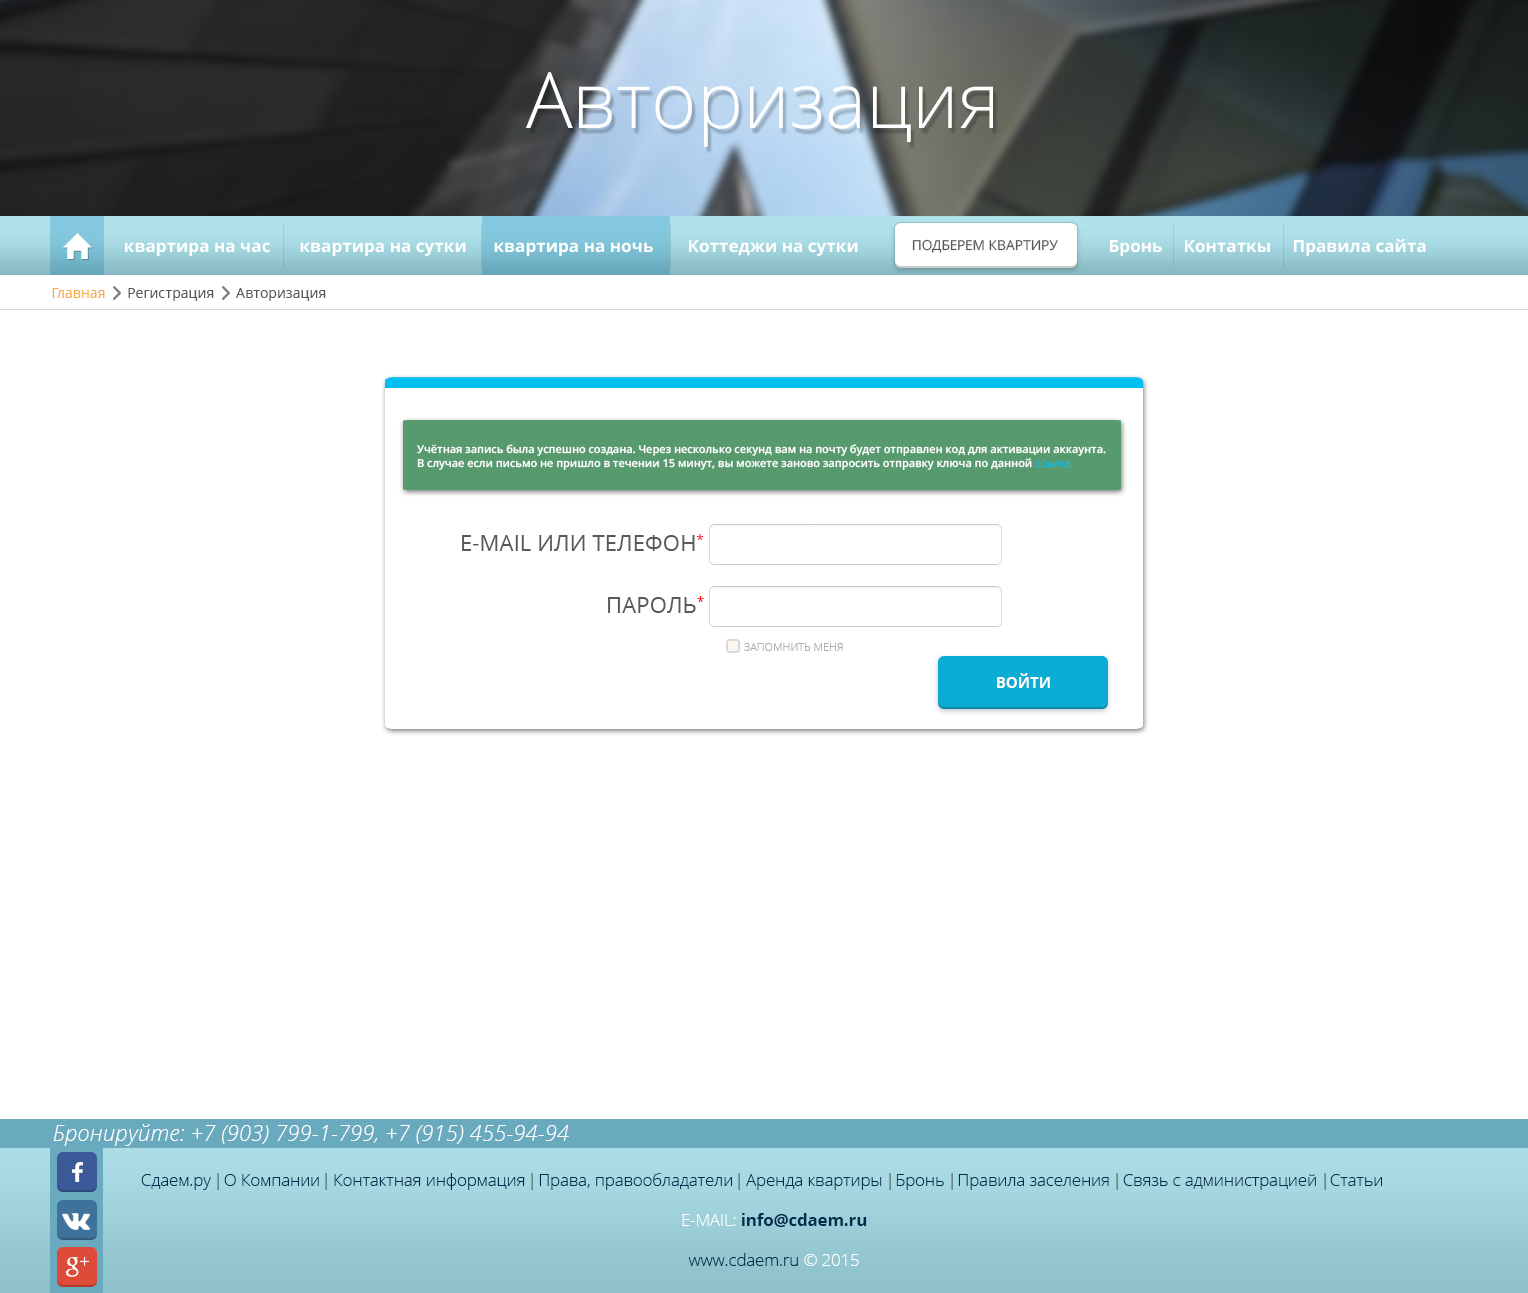 Авторизация
квартира на час
квартира на сутки
квартира на ночь
Коттеджи на сутки
ПОДБЕРЕМ КВАРТИРУ
Бронь
Контаткы
Правила сайта
Главная
Регистрация
Авторизация
Учётная запись была успешно создана. Через несколько секунд вам на почту будет отправлен код для активации аккаунта.
В случае если письмо не пришло в течении 15 минут, вы можете заново запросить отправку ключа по данной
E-MAIL ИЛИ ТЕЛЕФОН*
ПАРОЛЬ*
ЗАПОМНИТЬ МЕНЯ
ВОЙТИ
Бронируйте: +7 (903) 799-1-799, +7 (915) 455-94-94
Сдаем.ру | О Компании | Контактная информация | Права, правообладатели | Аренда квартиры | Бронь | Правила заселения | Связь с администрацией | Статьи
E-MAIL: info@cdaem.ru
www.cdaem.ru © 2015